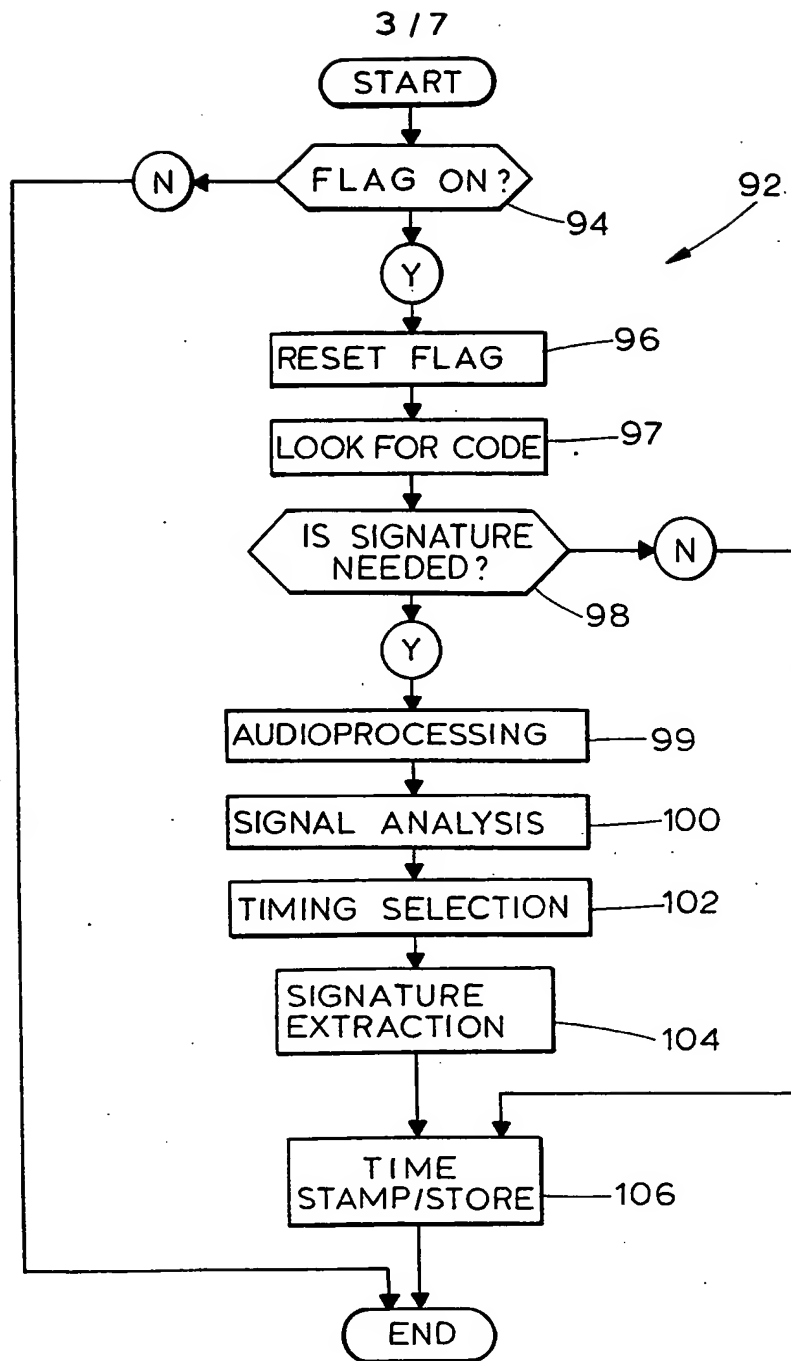 3/7
START
FLAG ON?
N
94
92
Y
RESET FLAG
96
LOOK FOR CODE
97
IS SIGNATURE
NEEDED?
N
98
Y
AUDIOPROCESSING
99
SIGNAL ANALYSIS
100
TIMING SELECTION
102
SIGNATURE
EXTRACTION
104
TIME
STAMP/STORE
106
END